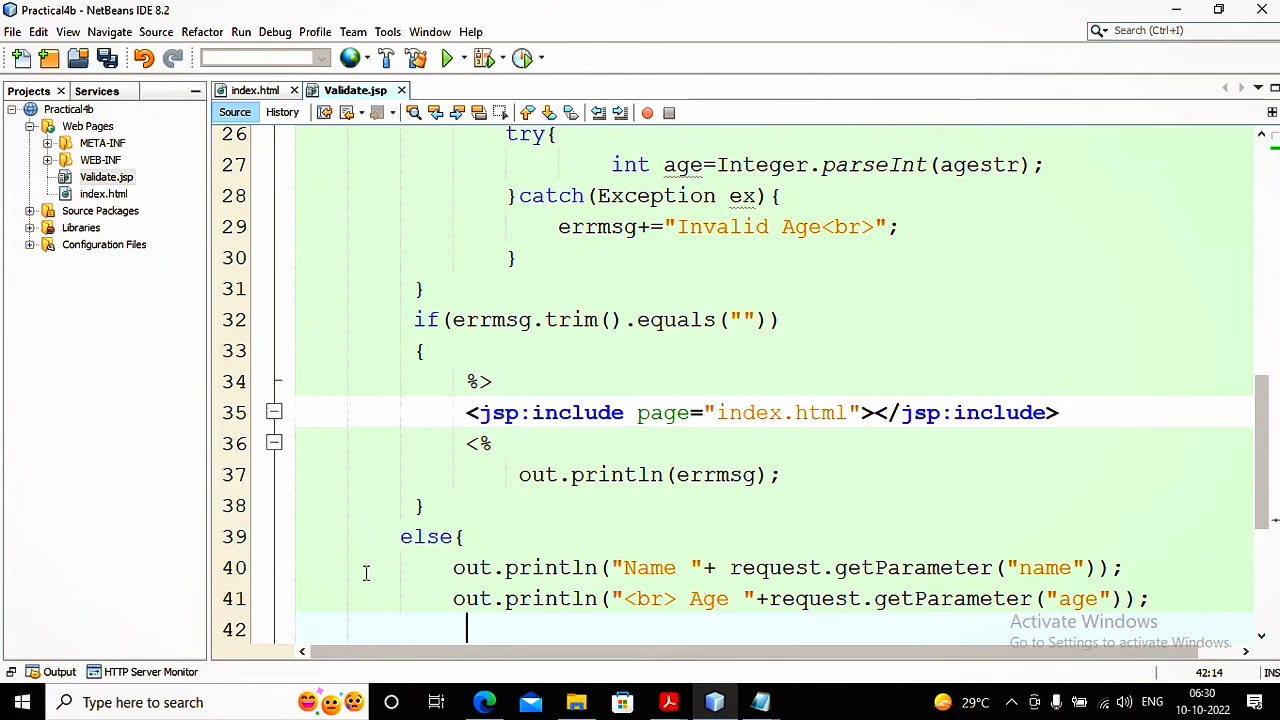 Practical4b - NetBeans IDE 8.2
File Edit View Navigate Source Refactor Run Debug Profile Team Tools Window Help
Search (Ctrl+I)
Projects Services
index.html Validate.jsp
Source History
Practical4b
Web Pages
META-INF
WEB-INF
Validate.jsp
index.html
Source Packages
Libraries
Configuration Files
26 try{
27 int age=Integer.parseInt(agestr);
28 }catch(Exception ex){
29 errmsg+="Invalid Age<br>";
30 }
31 }
32 if(errmsg.trim().equals(""))
33 {
34 %>
35 <jsp:include page="index.html"></jsp:include>
36 <%
37 out.println(errmsg);
38 }
39 else{
40 out.println("Name "+ request.getParameter("name"));
41 out.println("<br> Age "+request.getParameter("age"));
42
Activate Windows
Go to Settings to activate Windows.
Output HTTP Server Monitor
42:14 INS
Type here to search
29°C ENG
06:30
10-10-2022